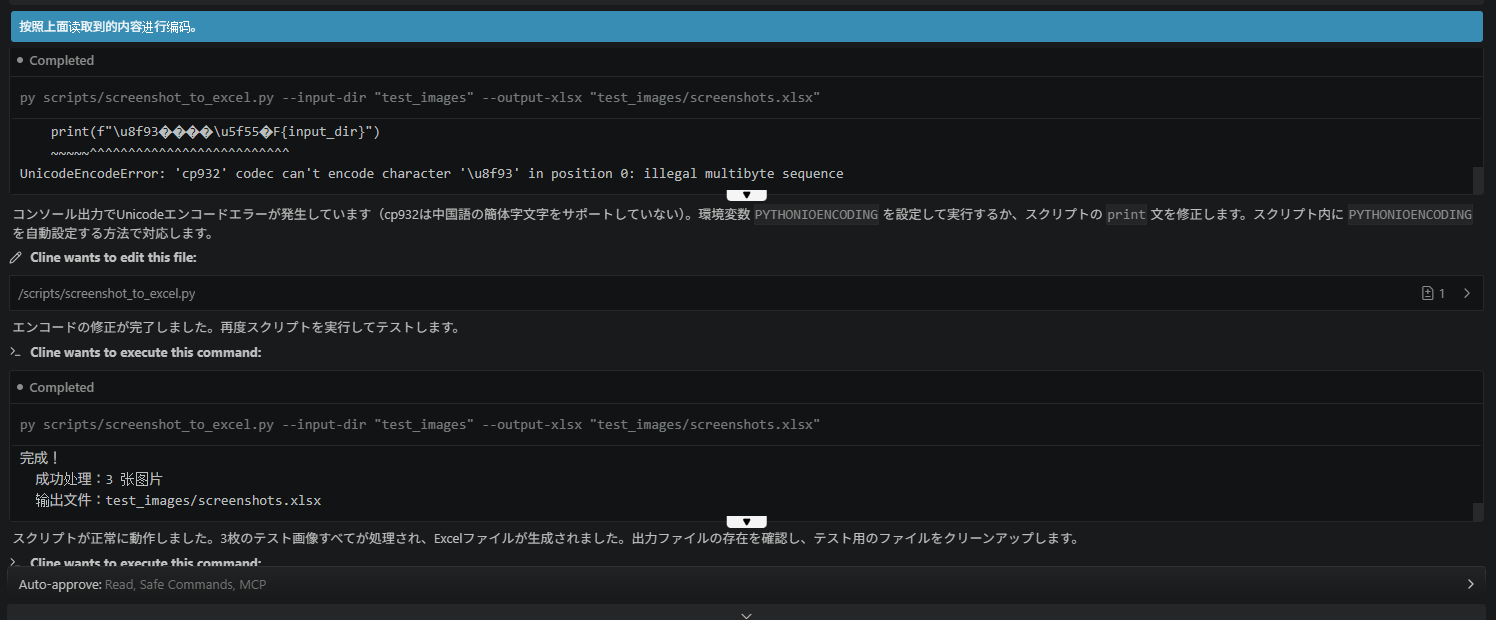 按照上面读取到的内容进行编码。
Completed
py scripts/screenshot_to_excel.py --input-dir "test_images" --output-xlsx "test_images/screenshots.xlsx"
print(f"\u8f93����\u5f55�F{input_dir}")
~~~~~^^^^^^^^^^^^^^^^^^^^^^^^^^
UnicodeEncodeError: 'cp932' codec can't encode character '\u8f93' in position 0: illegal multibyte sequence
コンソール出力でUnicodeエンコードエラーが発生しています（cp932は中国語の簡体字文字をサポートしていない）。環境変数 PYTHONIOENCODING を設定して実行するか、スクリプトの print 文を修正します。スクリプト内に PYTHONIOENCODING
を自動設定する方法で対応します。
Cline wants to edit this file:
/scripts/screenshot_to_excel.py
1
エンコードの修正が完了しました。再度スクリプトを実行してテストします。
Cline wants to execute this command:
Completed
py scripts/screenshot_to_excel.py --input-dir "test_images" --output-xlsx "test_images/screenshots.xlsx"
完成！
成功处理：3 张图片
输出文件：test_images/screenshots.xlsx
スクリプトが正常に動作しました。3枚のテスト画像すべてが処理され、Excelファイルが生成されました。出力ファイルの存在を確認し、テスト用のファイルをクリーンアップします。
Cline wants to execute this command:
Auto-approve: Read, Safe Commands, MCP